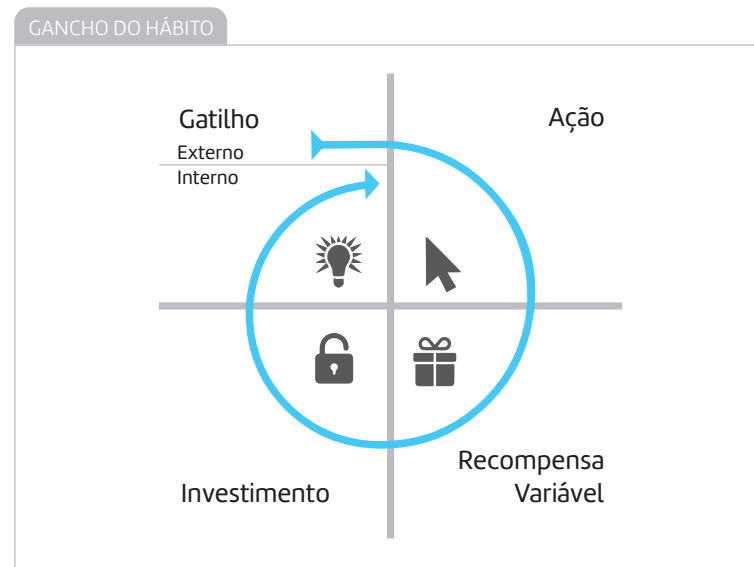 GANCHO DO HÁBITO
Gatilho
Externo
Interno
Ação
Investimento
Recompensa
Variável